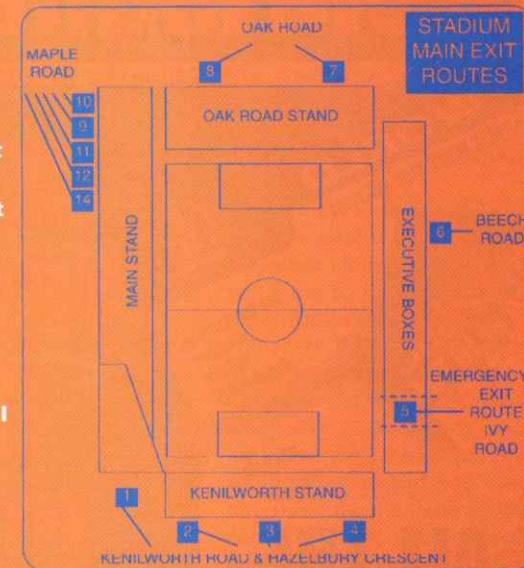 OAK ROAD
STADIUM
MAIN EXIT
ROUTES
MAPLE
ROAD
8
7
10
9
11
12
14
OAK ROAD STAND
MAIN STAND
EXECUTIVE BOXES
6
BEECH
ROAD
EMERGENCY
EXIT
ROUTE
IVY
ROAD
5
KENILWORTH STAND
1
2
3
4
KENILWORTH ROAD & HAZELBURY CRESCENT